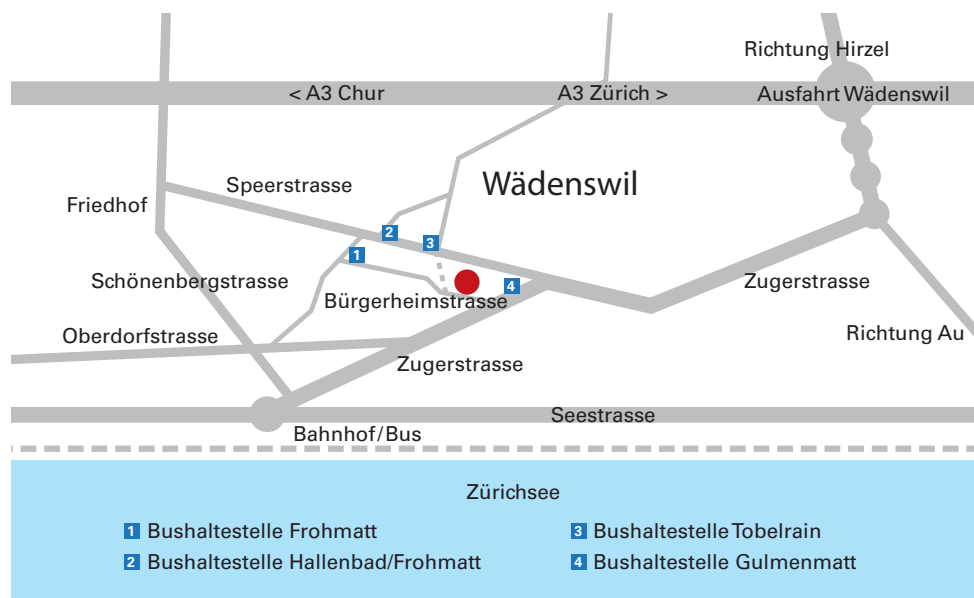 Richtung Hirzel
< A3 Chur
A3 Zürich >
Ausfahrt Wädenswil
Speerstrasse
Wädenswil
Friedhof
2
3
1
Schönenbergstrasse
4
Zugerstrasse
Bürgerheimstrasse
Oberdorfstrasse
Richtung Au
Zugerstrasse
Seestrasse
Bahnhof/Bus
Zürichsee
1 Bushaltestelle Frohmatt
2 Bushaltestelle Hallenbad/Frohmatt
3 Bushaltestelle Tobelrain
4 Bushaltestelle Gulmenmatt